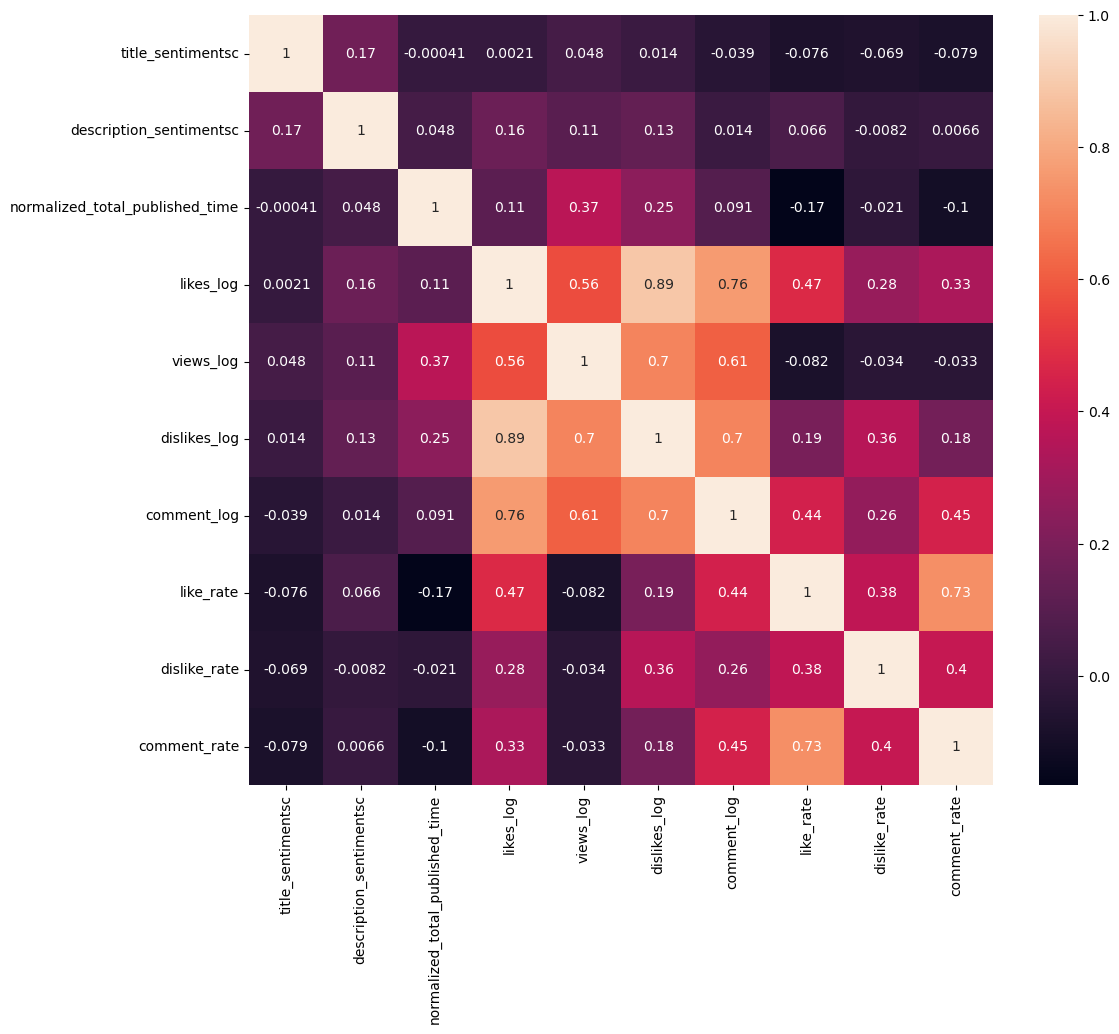 title_sentimentsc 1 0.17 -0.00041 0.0021 0.048 0.014 -0.039 -0.076 -0.069 -0.079
description_sentimentsc 0.17 1 0.048 0.16 0.11 0.13 0.014 0.066 -0.0082 0.0066
normalized_total_published_time -0.00041 0.048 1 0.11 0.37 0.25 0.091 -0.17 -0.021 -0.1
likes_log 0.0021 0.16 0.11 1 0.56 0.89 0.76 0.47 0.28 0.33
views_log 0.048 0.11 0.37 0.56 1 0.7 0.61 -0.082 -0.034 -0.033
dislikes_log 0.014 0.13 0.25 0.89 0.7 1 0.7 0.19 0.36 0.18
comment_log -0.039 0.014 0.091 0.76 0.61 0.7 1 0.44 0.26 0.45
like_rate -0.076 0.066 -0.17 0.47 -0.082 0.19 0.44 1 0.38 0.73
dislike_rate -0.069 -0.0082 -0.021 0.28 -0.034 0.36 0.26 0.38 1 0.4
comment_rate -0.079 0.0066 -0.1 0.33 -0.033 0.18 0.45 0.73 0.4 1
title_sentimentsc
description_sentimentsc
normalized_total_published_time
likes_log
views_log
dislikes_log
comment_log
like_rate
dislike_rate
comment_rate
1.0
0.8
0.6
0.4
0.2
0.0